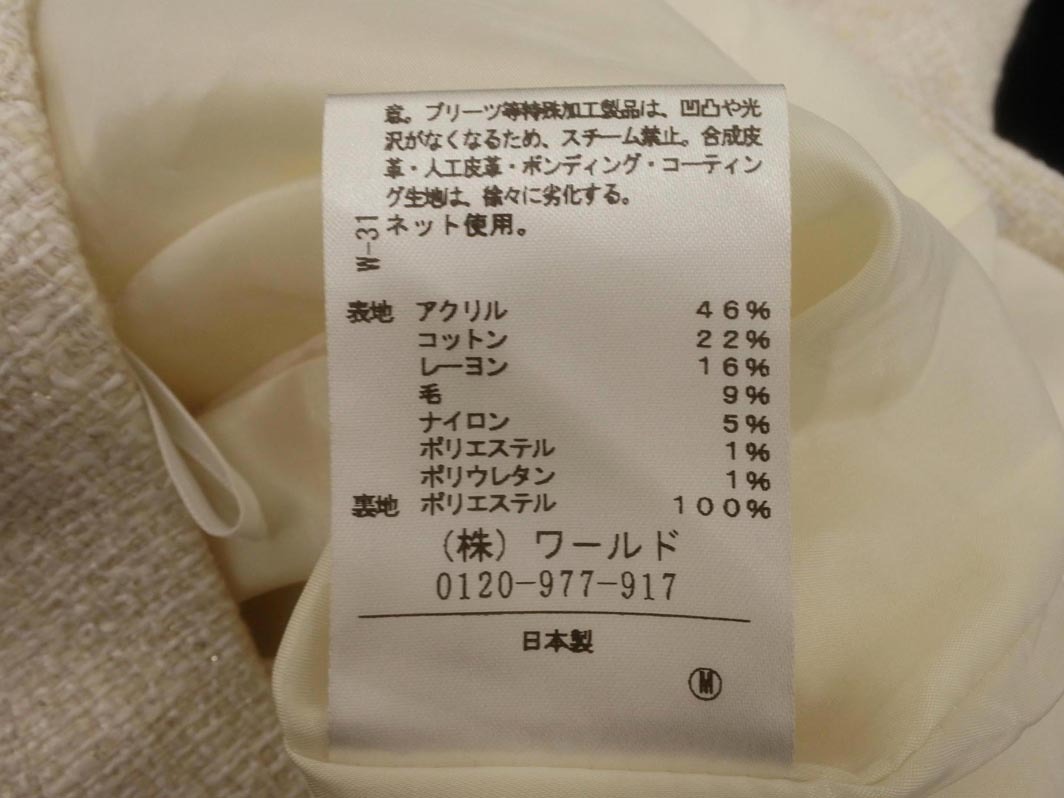 意。プリーツ等特殊加工製品は、凹凸や光
沢がなくなるため、スチーム禁止。合成皮
革・人工皮革・ボンディング・コーティン
グ生地は、徐々に劣化する。
ネット使用。
W-31
表地 アクリル 46%
コットン 22%
レーヨン 16%
毛 9%
ナイロン 5%
ポリエステル 1%
ポリウレタン 1%
裏地 ポリエステル 100%
(株)ワールド
0120-977-917
日本製
M